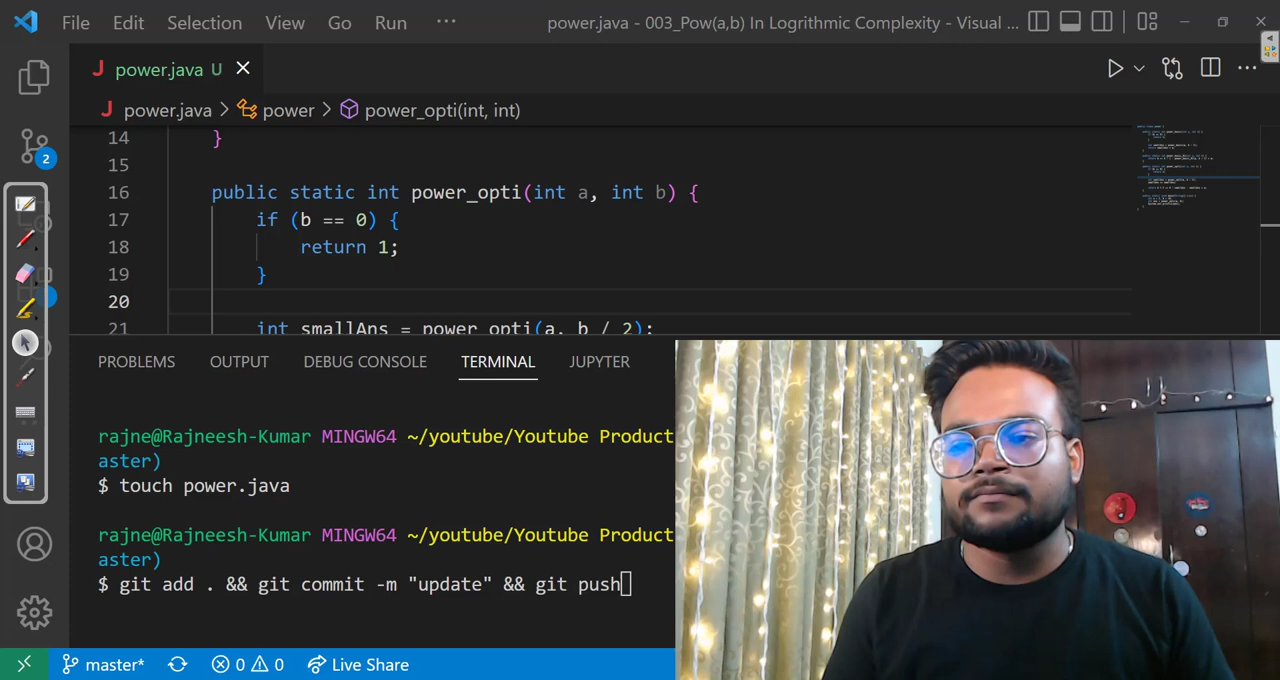 File Edit Selection View Go Run ··· power.java - 003_Pow(a,b) In Logrithmic Complexity - Visual ...
J power.java U
J power.java > power > power_opti(int, int)
14 }
15
16 public static int power_opti(int a, int b) {
17 if (b == 0) {
18 return 1;
19 }
20
21 int smallAns = power_opti(a, b / 2);
2
PROBLEMS OUTPUT DEBUG CONSOLE TERMINAL JUPYTER
rajne@Rajneesh-Kumar MINGW64 ~/youtube/Youtube Product
aster)
$ touch power.java
rajne@Rajneesh-Kumar MINGW64 ~/youtube/Youtube Product
aster)
$ git add . && git commit -m "update" && git push
master* 0 0 Live Share